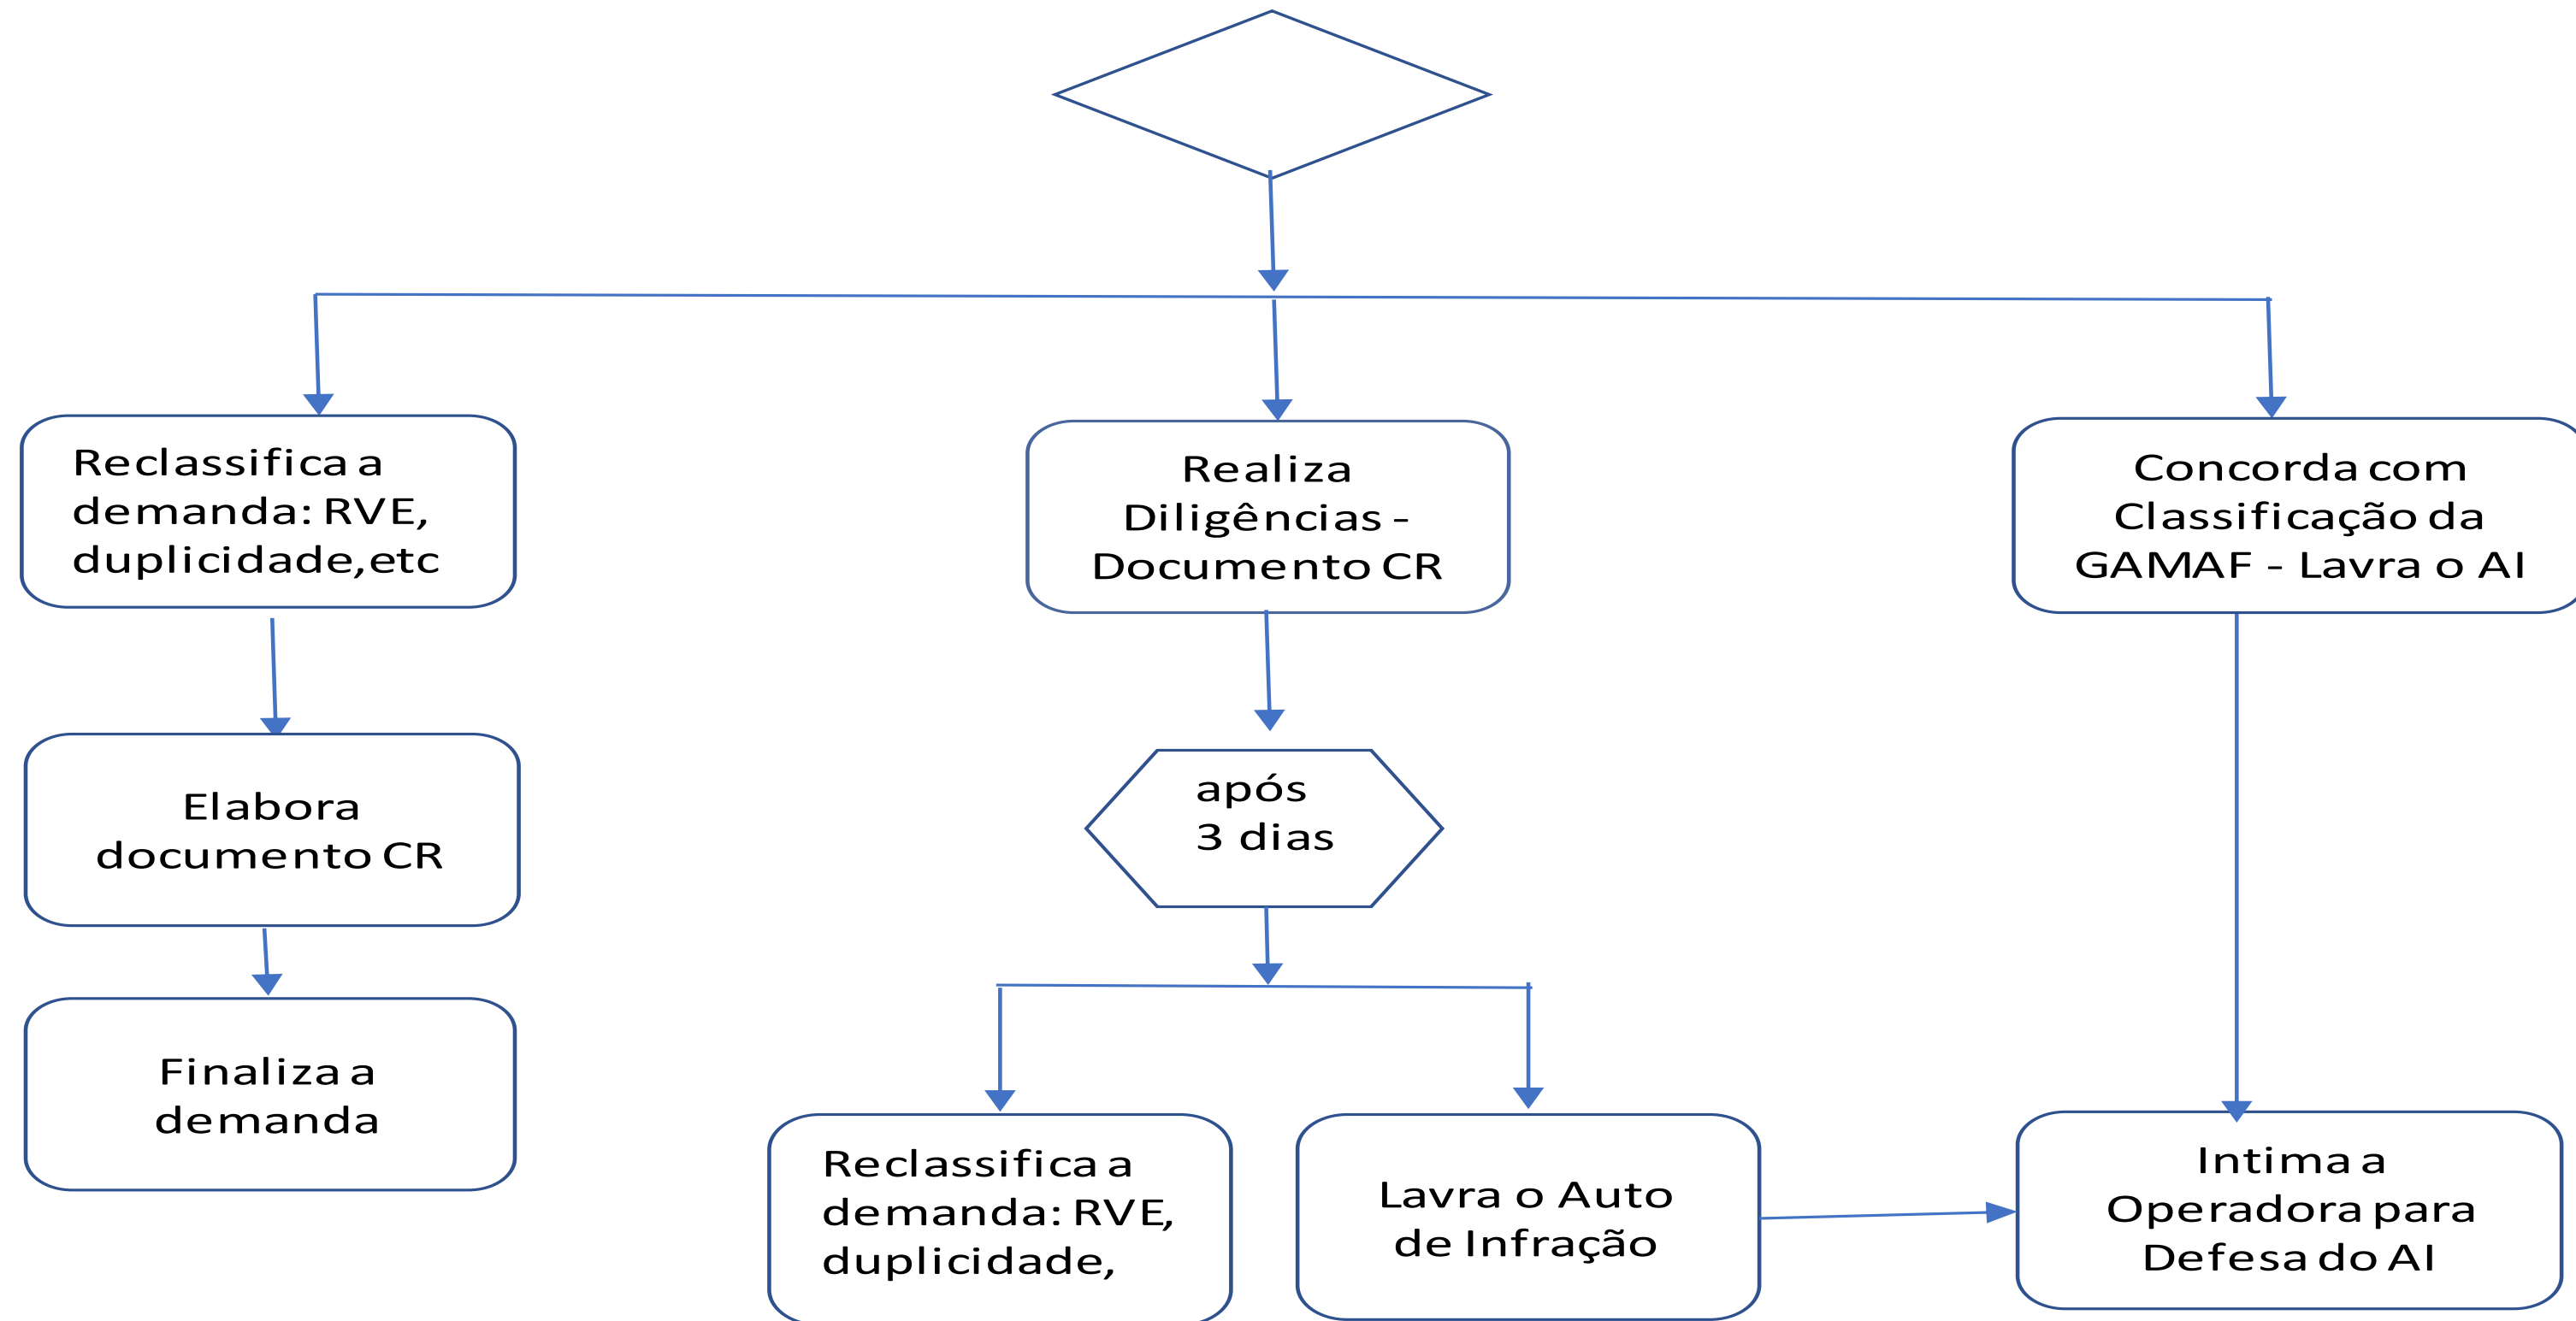 Reclassifica a
demanda: RVE,
duplicidade,etc
Realiza
Diligências -
Documento CR
Concorda com
Classificação da
GAMAF - Lavra o AI
Elabora
documento CR
após
3 dias
Finaliza a
demanda
Reclassifica a
demanda: RVE,
duplicidade,
Lavra o Auto
de Infração
Intima a
Operadora para
Defesa do AI